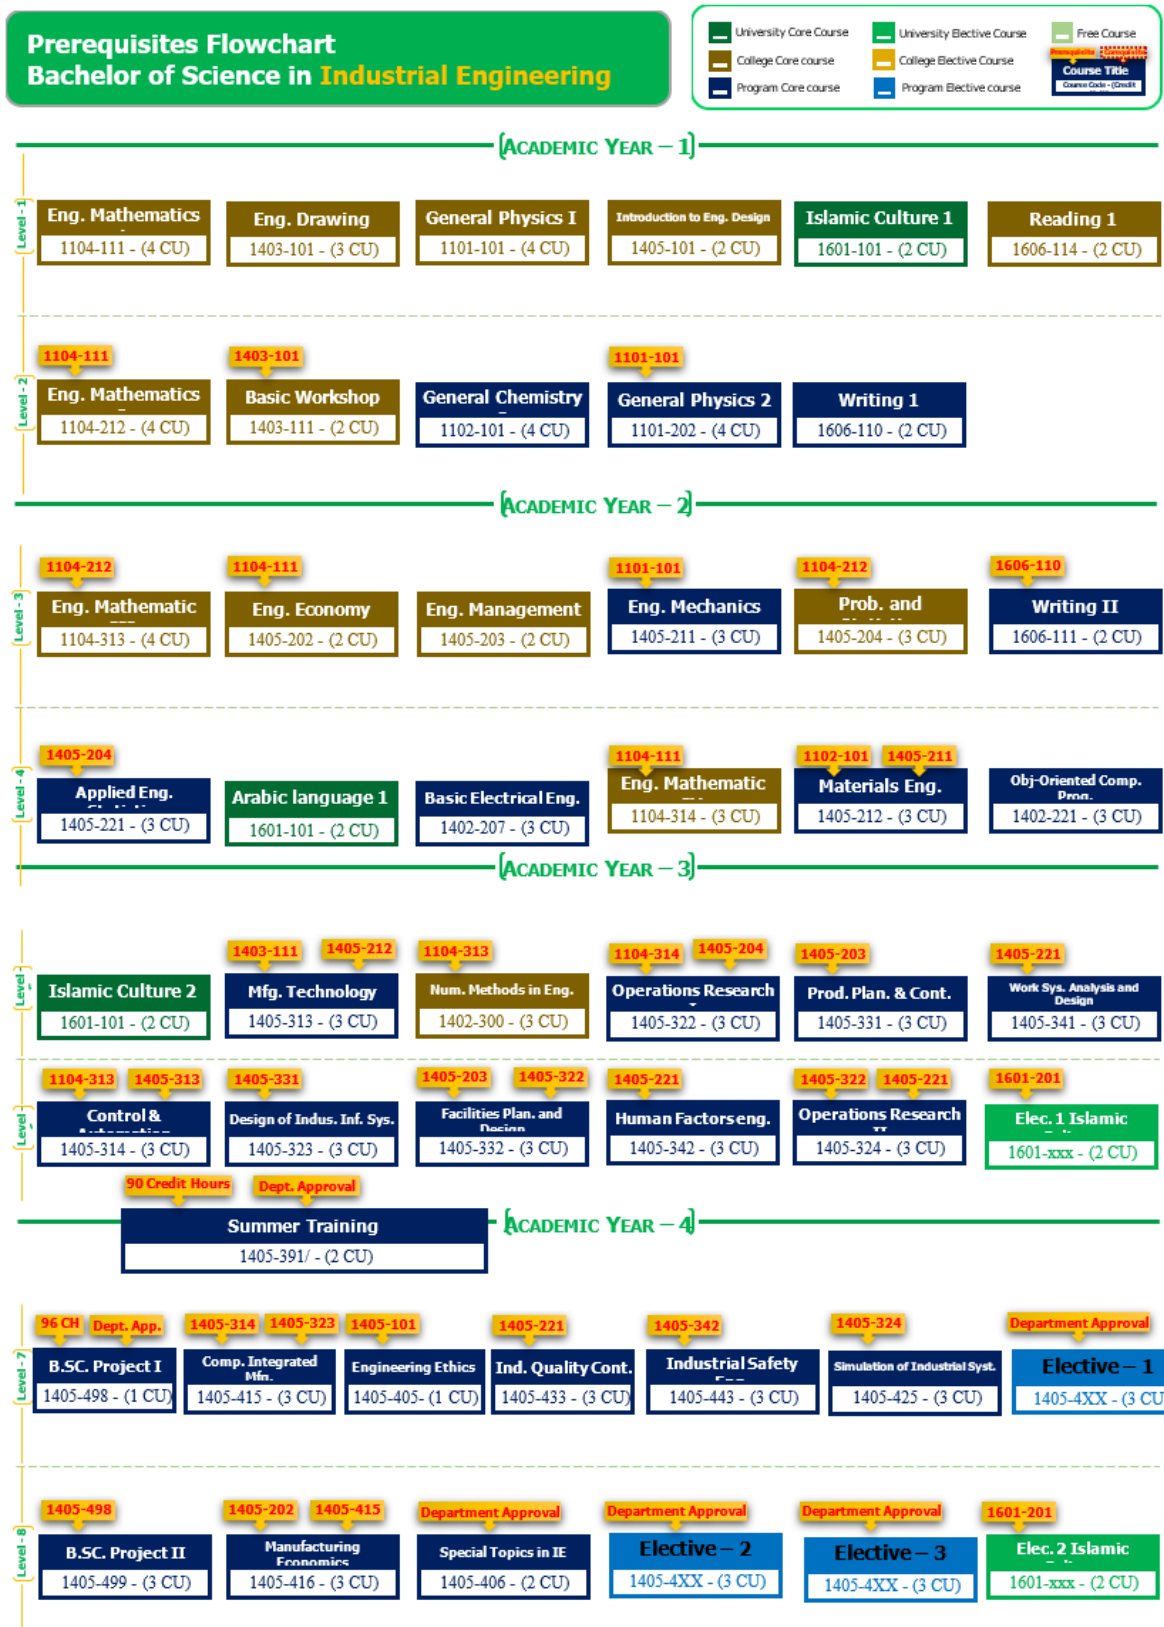 Prerequisites Flowchart
Bachelor of Science in Industrial Engineering
University Core Course
University Elective Course
Free Course
College Core course
College Elective Course
Program Core course
Program Elective course
Prerequisite Corequisite
Course Title
Course Code - (Credit
ACADEMIC YEAR – 1
Level - 1
Eng. Mathematics
1104-111 - (4 CU)
Eng. Drawing
1403-101 - (3 CU)
General Physics I
1101-101 - (4 CU)
Introduction to Eng. Design
1405-101 - (2 CU)
Islamic Culture 1
1601-101 - (2 CU)
Reading 1
1606-114 - (2 CU)
Level - 2
1104-111
Eng. Mathematics
1104-212 - (4 CU)
1403-101
Basic Workshop
1403-111 - (2 CU)
General Chemistry
1102-101 - (4 CU)
1101-101
General Physics 2
1101-202 - (4 CU)
Writing 1
1606-110 - (2 CU)
ACADEMIC YEAR – 2
Level - 3
1104-212
Eng. Mathematic
1104-313 - (4 CU)
1104-111
Eng. Economy
1405-202 - (2 CU)
Eng. Management
1405-203 - (2 CU)
1101-101
Eng. Mechanics
1405-211 - (3 CU)
1104-212
Prob. and
1405-204 - (3 CU)
1606-110
Writing II
1606-111 - (2 CU)
Level - 4
1405-204
Applied Eng.
1405-221 - (3 CU)
Arabic language 1
1601-101 - (2 CU)
Basic Electrical Eng.
1402-207 - (3 CU)
1104-111
Eng. Mathematic
1104-314 - (3 CU)
1102-101 1405-211
Materials Eng.
1405-212 - (3 CU)
Obj-Oriented Comp.
Prog.
1402-221 - (3 CU)
ACADEMIC YEAR – 3
Level -
Islamic Culture 2
1601-101 - (2 CU)
1403-111 1405-212
Mfg. Technology
1405-313 - (3 CU)
1104-313
Num. Methods in Eng.
1402-300 - (3 CU)
1104-314 1405-204
Operations Research
1405-322 - (3 CU)
1405-203
Prod. Plan. & Cont.
1405-331 - (3 CU)
1405-221
Work Sys. Analysis and
Design
1405-341 - (3 CU)
Level -
1104-313 1405-313
Control &
1405-314 - (3 CU)
1405-331
Design of Indus. Inf. Sys.
1405-323 - (3 CU)
1405-203 1405-322
Facilities Plan. and
Design
1405-332 - (3 CU)
1405-221
Human Factors eng.
1405-342 - (3 CU)
1405-322 1405-221
Operations Research
II
1405-324 - (3 CU)
1601-201
Elec. 1 Islamic
1601-xxx - (2 CU)
90 Credit Hours Dept. Approval
Summer Training
1405-391/ - (2 CU)
ACADEMIC YEAR – 4
Level - 7
96 CH Dept. App.
B.SC. Project I
1405-498 - (1 CU)
1405-314 1405-323
Comp. Integrated
Mfn.
1405-415 - (3 CU)
1405-101
Engineering Ethics
1405-405- (1 CU)
1405-221
Ind. Quality Cont.
1405-433 - (3 CU)
1405-342
Industrial Safety
1405-443 - (3 CU)
1405-324
Simulation of Industrial Syst.
1405-425 - (3 CU)
Department Approval
Elective – 1
1405-4XX - (3 CU
Level - 8
1405-498
B.SC. Project II
1405-499 - (3 CU)
1405-202 1405-415
Manufacturing
Economics
1405-416 - (3 CU)
Department Approval
Special Topics in IE
1405-406 - (2 CU)
Department Approval
Elective – 2
1405-4XX - (3 CU)
Department Approval
Elective – 3
1405-4XX - (3 CU)
1601-201
Elec. 2 Islamic
1601-xxx - (2 CU)